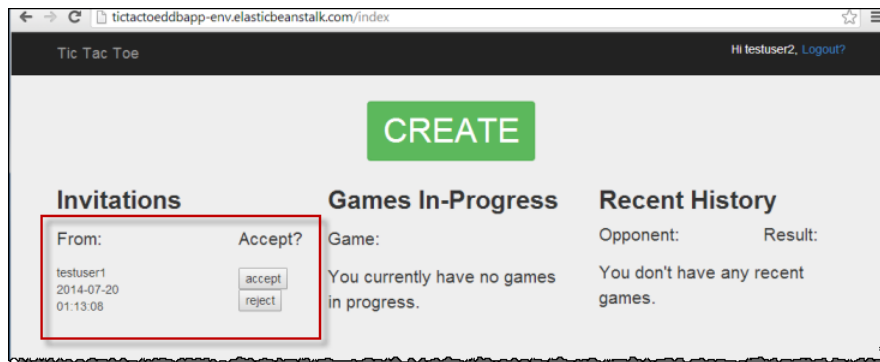 tictactoeddbapp-env.elasticbeanstalk.com/index
Tic Tac Toe
Hi testuser2, Logout?
CREATE
Invitations
From: Accept?
testuser1
2014-07-20
01:13:08
accept
reject
Games In-Progress
Game:
You currently have no games
in progress.
Recent History
Opponent: Result:
You don't have any recent
games.